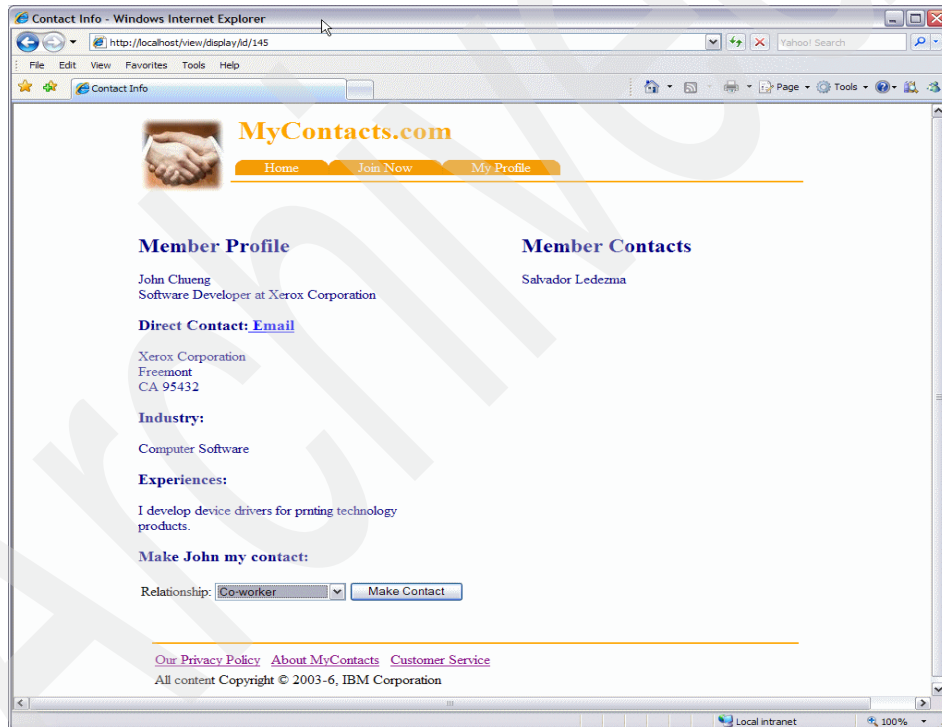 Contact Info - Windows Internet Explorer
http://localhost/view/display/id/145
Yahoo! Search
File Edit View Favorites Tools Help
Contact Info
Page Tools
MyContacts.com
Home Join Now My Profile
Member Profile
John Chueng
Software Developer at Xerox Corporation
Direct Contact: Email
Xerox Corporation
Freemont
CA 95432
Industry:
Computer Software
Experiences:
I develop device drivers for prnting technology
products.
Make John my contact:
Relationship: Co-worker Make Contact
Member Contacts
Salvador Ledezma
Our Privacy Policy About MyContacts Customer Service
All content Copyright © 2003-6, IBM Corporation
Local intranet 100%